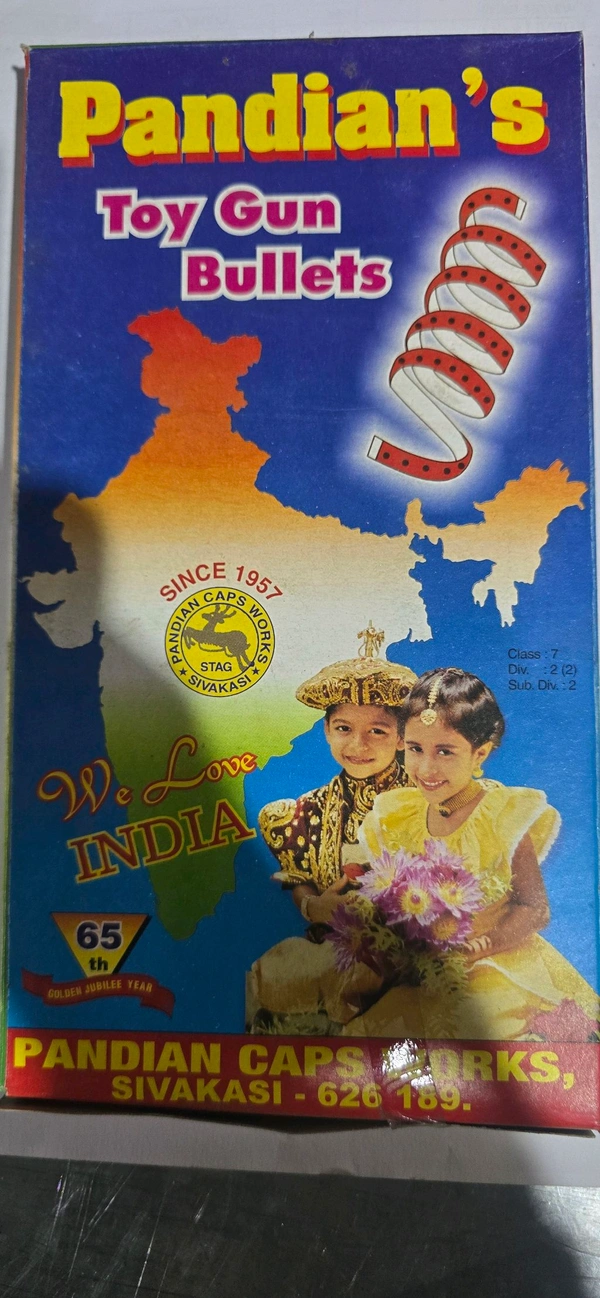 Pandian's
Toy Gun
Bullets
SINCE 1957
PANDIAN CAPS WORKS
STAG
★ SIVAKASI ★
Class : 7
Div. : 2 (2)
Sub. Div. : 2
We Love
INDIA
65
th
GOLDEN JUBILEE YEAR
PANDIAN CAPS WORKS,
SIVAKASI - 626 189.